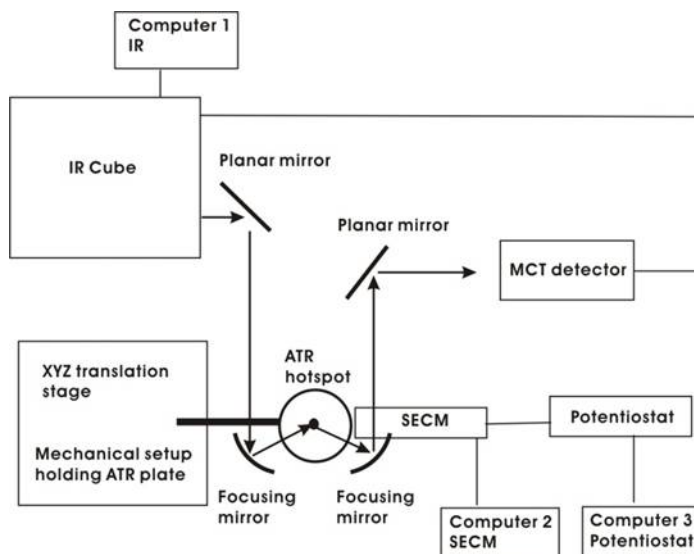 Computer 1
IR
IR Cube
Planar mirror
Planar mirror
MCT detector
XYZ translation
stage
ATR
hotspot
SECM
Potentiostat
Mechanical setup
holding ATR plate
Focusing
mirror
Focusing
mirror
Computer 2
SECM
Computer 3
Potentiostat